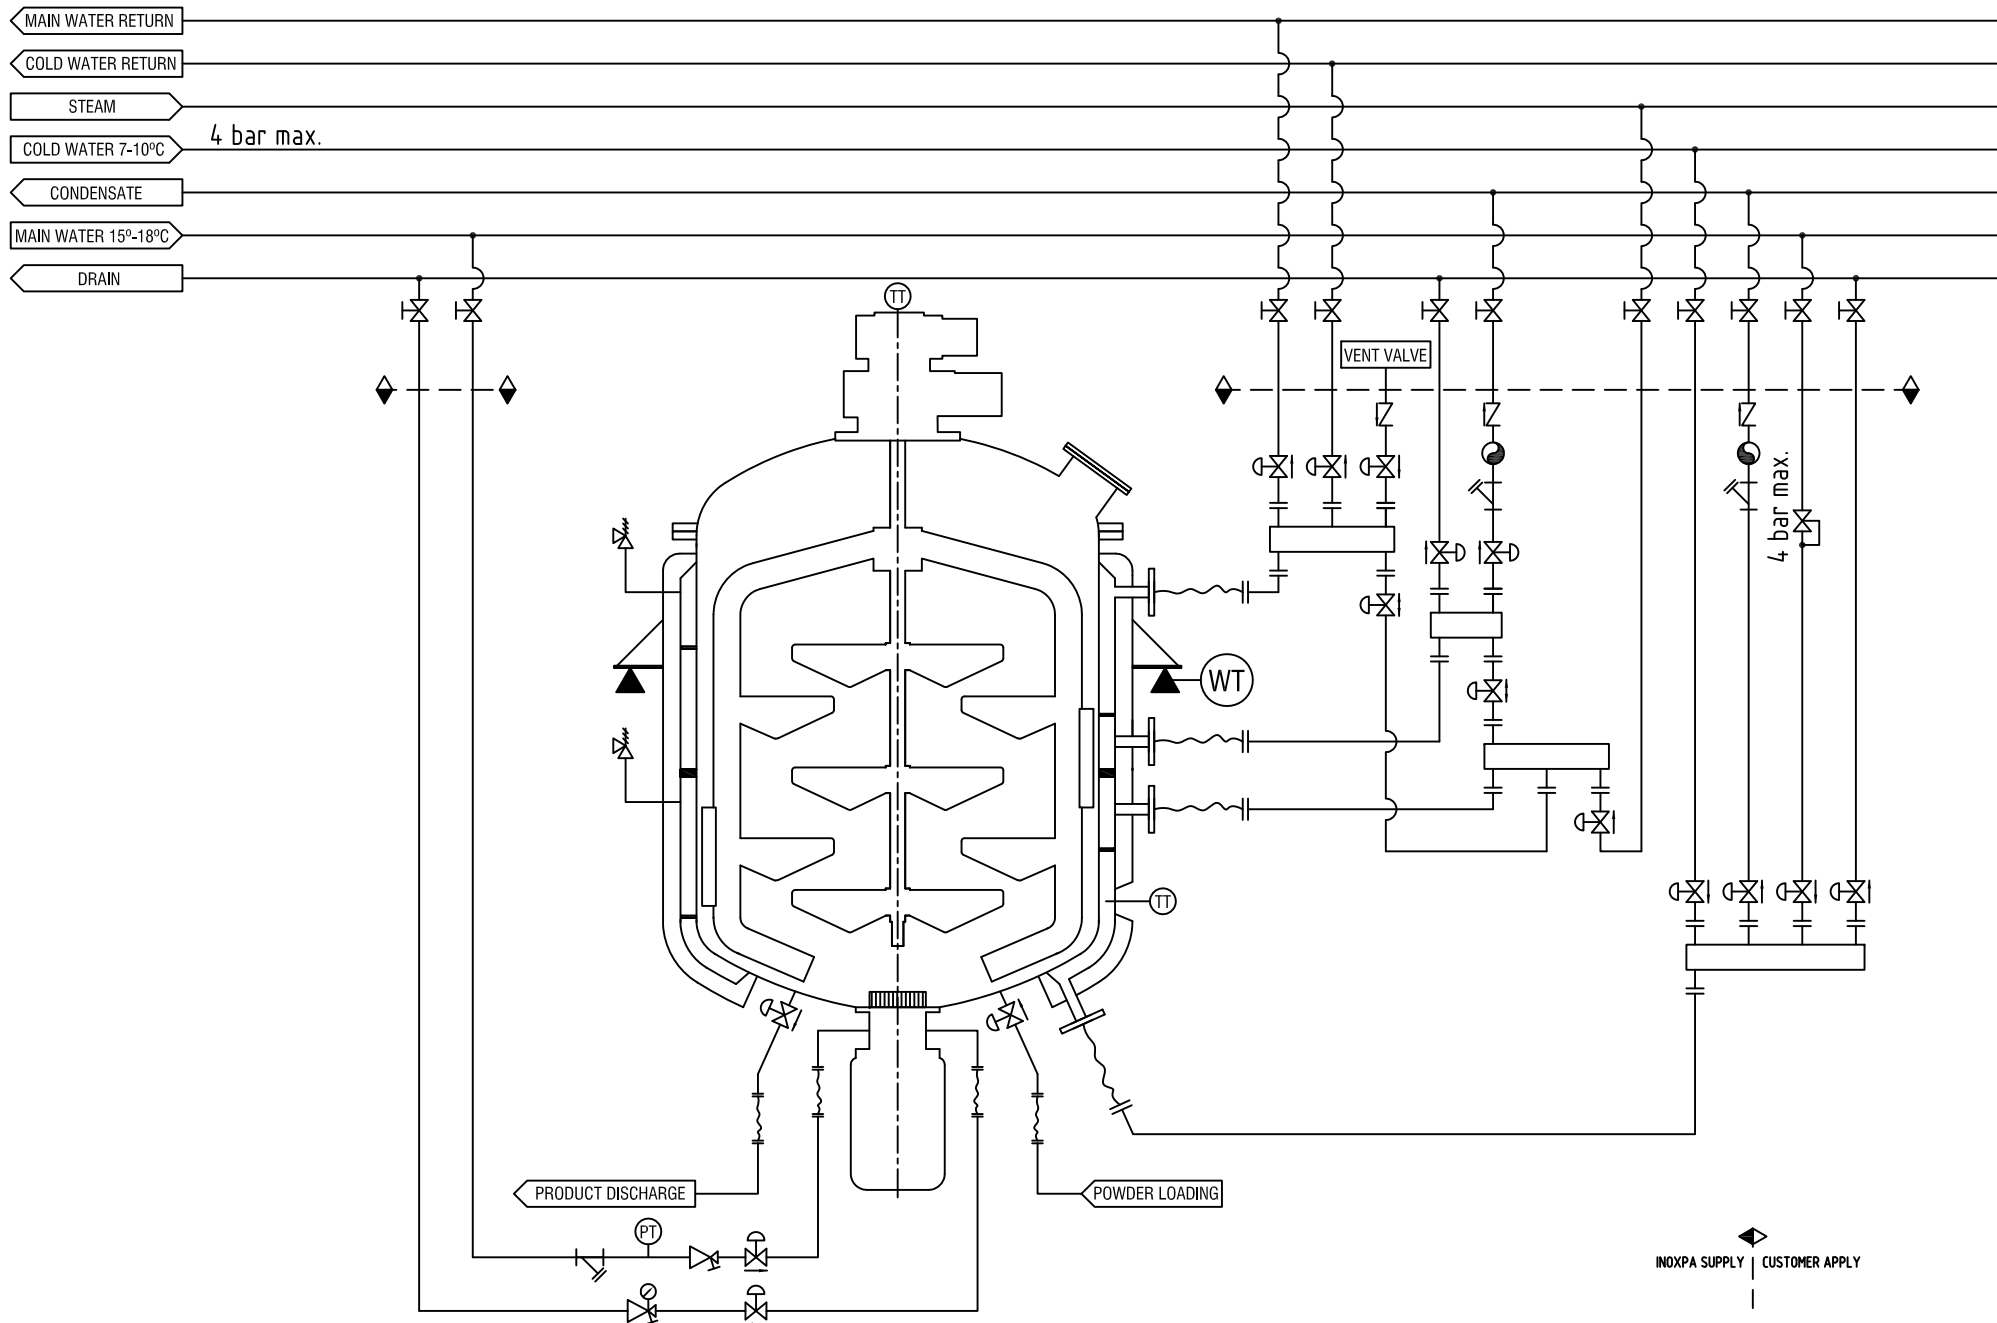 MAIN WATER RETURN
COLD WATER RETURN
STEAM
4 bar max.
COLD WATER 7-10ºC
CONDENSATE
MAIN WATER 15º-18ºC
DRAIN
TT
VENT VALVE
4 bar max.
WT
TT
PRODUCT DISCHARGE
POWDER LOADING
PT
INOXPA SUPPLY | CUSTOMER APPLY